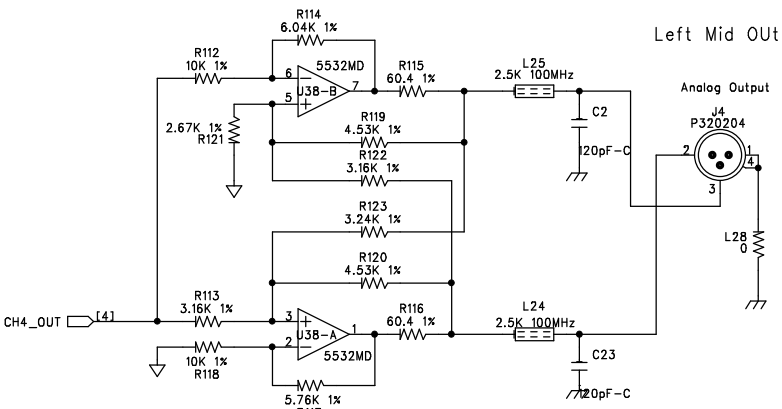 R114
6.04K 1%
Left Mid OUt
R112
10K 1%
5532MD
R115
60.4 1%
L25
2.5K 100MHz
6
U38-B
7
5
Analog Output
J4
P320204
2.67K 1%
R121
R119
4.53K 1%
C2
R122
3.16K 1%
120pF-C
2
1
4
3
R123
3.24K 1%
L28
0
R120
4.53K 1%
CH4_OUT
[4]
R113
3.16K 1%
R116
60.4 1%
L24
2.5K 100MHz
3
U38-A
1
2
5532MD
10K 1%
R118
C23
120pF-C
5.76K 1%